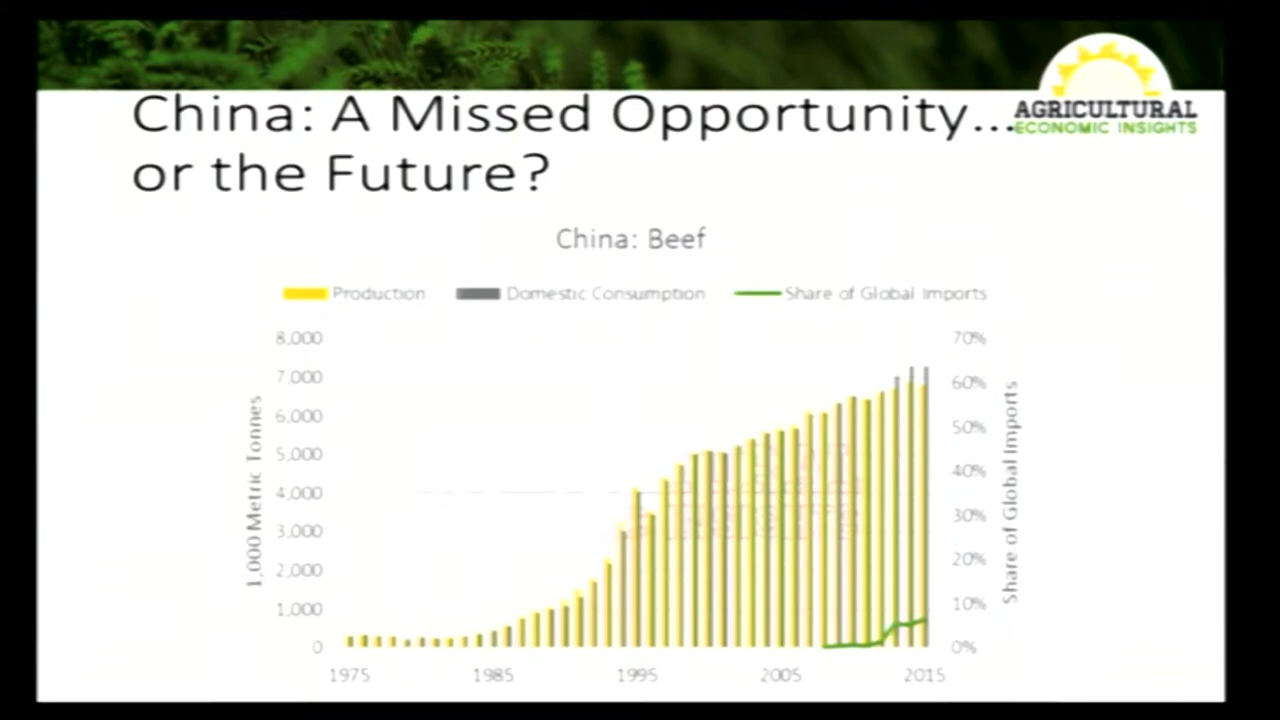 AGRICULTURAL
ECONOMIC INSIGHTS
China: A Missed Opportunity...
or the Future?
China: Beef
Production
Domestic Consumption
Share of Global Imports
8,000
7,000
6,000
5,000
4,000
3,000
2,000
1,000
0
1,000 Metric Tonnes
70%
60%
50%
40%
30%
20%
10%
0%
Share of Global Imports
1975
1985
1995
2005
2015